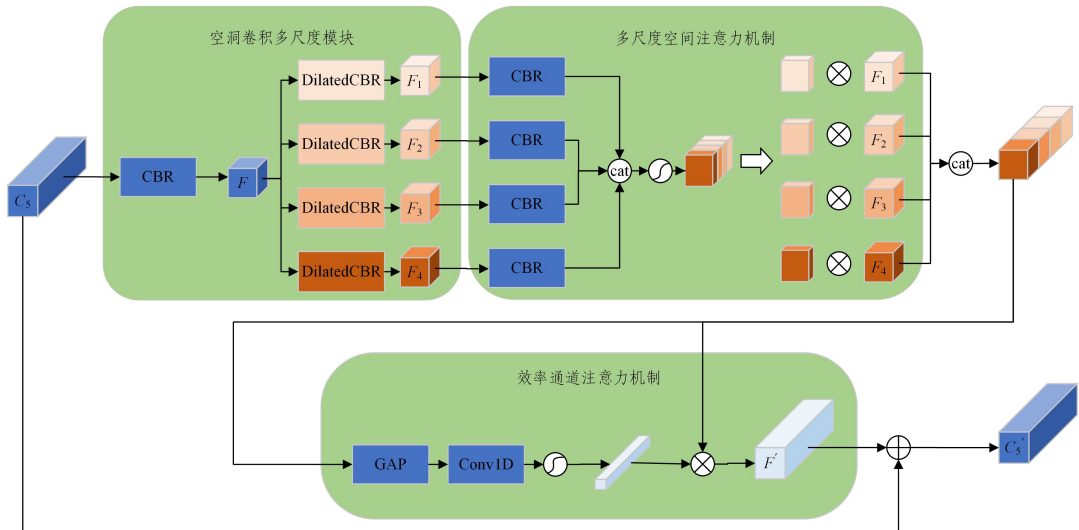 空洞卷积多尺度模块
多尺度空间注意力机制
DilatedCBR
F1
CBR
F1
DilatedCBR
F2
CBR
F2
C5
CBR
F
cat
cat
DilatedCBR
F3
CBR
F3
DilatedCBR
F4
CBR
F4
效率通道注意力机制
GAP
Conv1D
F'
C5'